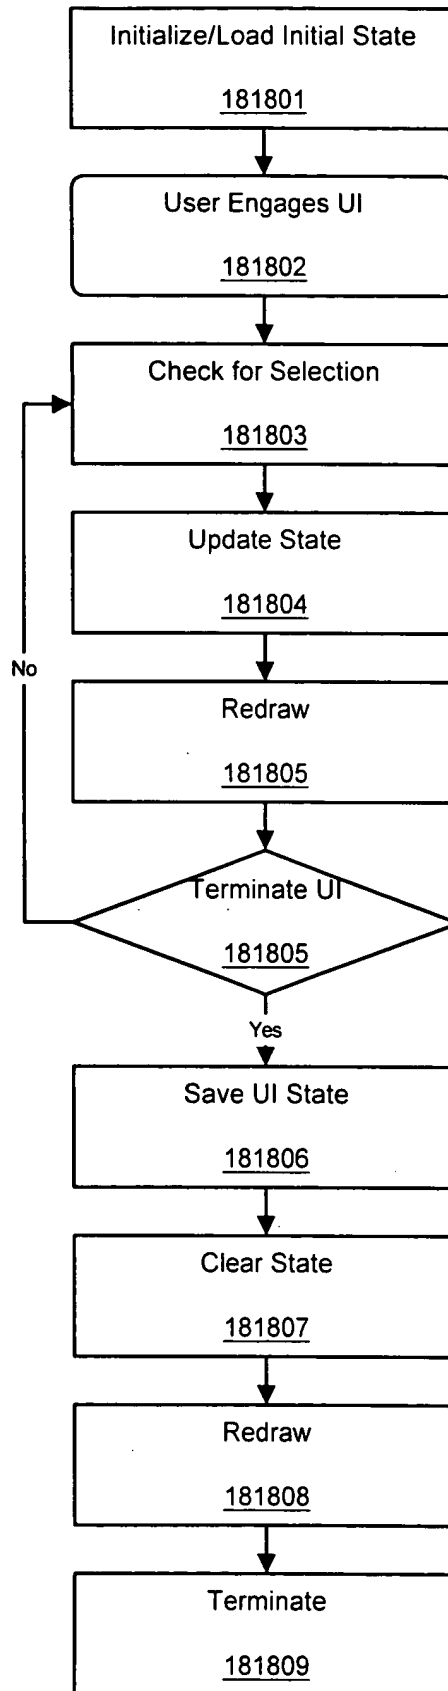 Initialize/Load Initial State
181801
User Engages UI
181802
Check for Selection
181803
Update State
181804
No
Redraw
181805
Terminate UI
181805
Yes
Save UI State
181806
Clear State
181807
Redraw
181808
Terminate
181809